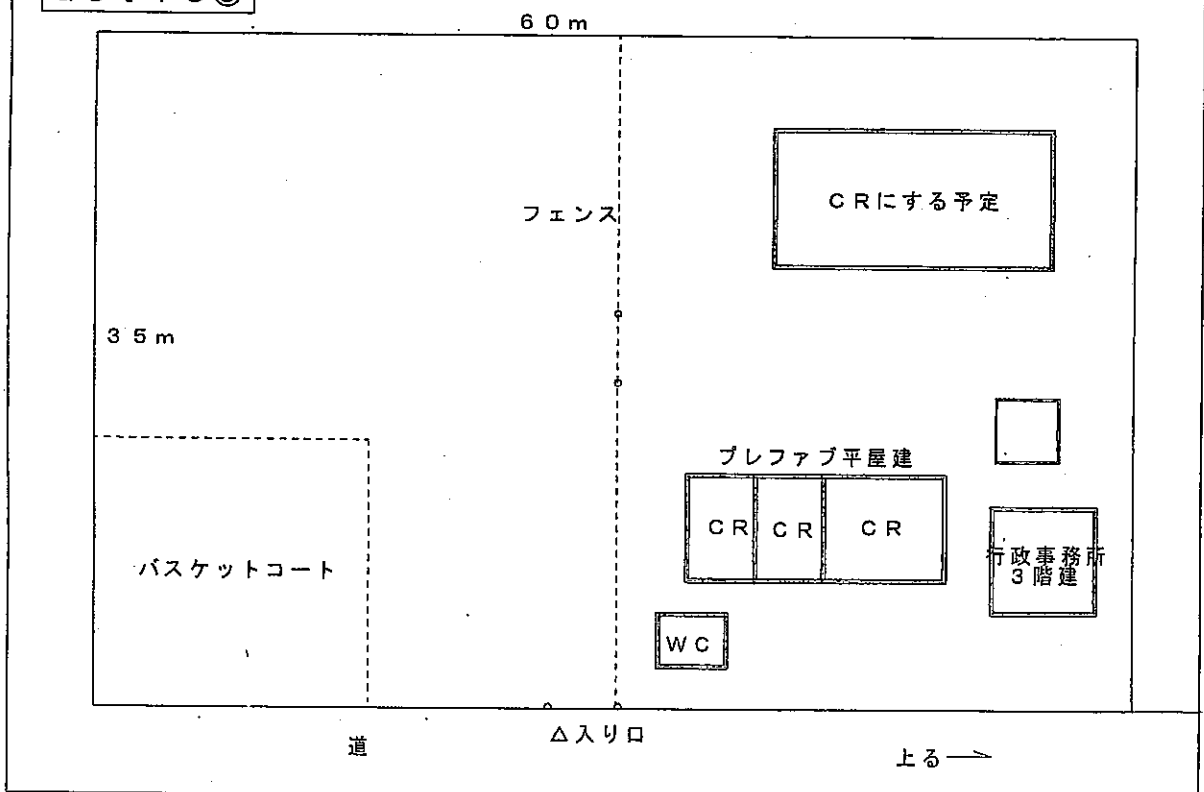 60m
CRにする予定
フェンス
35m
プレファブ平屋建
CR CR CR
行政事務所
3階建
バスケットコート
WC
△入り口
道
上る→